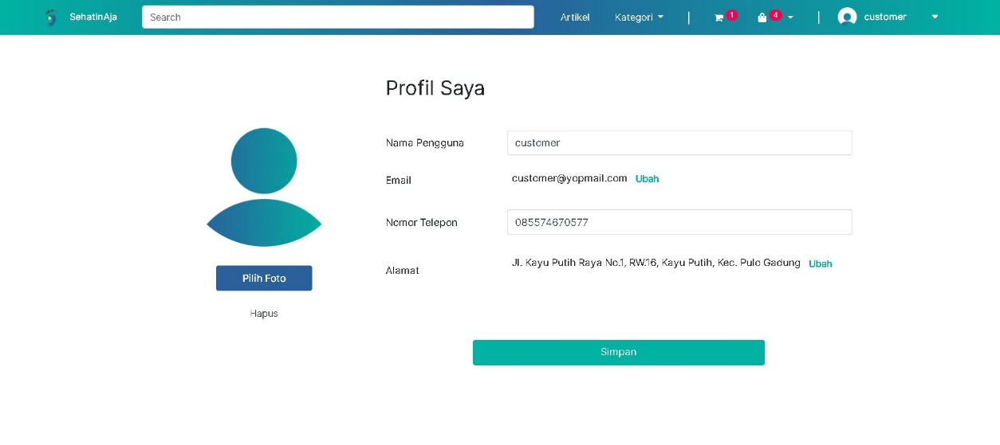 SehatinAja Search Artikel Kategori | 1 4 | customer
Profil Saya
Nama Pengguna customer
Email customer@yopmail.com Ubah
Nomor Telepon 085574670577
Alamat Jl. Kayu Putih Raya No.1, RW.16, Kayu Putih, Kec. Pulo Gadung Ubah
Pilih Foto
Hapus
Simpan